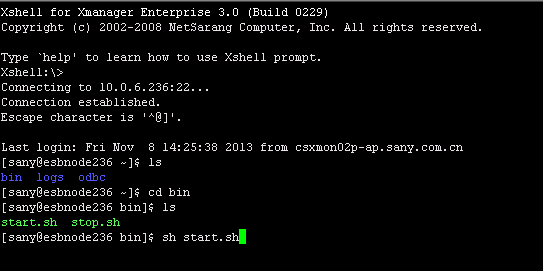 Xshell for Xmanager Enterprise 3.0 (Build 0229)
Copyright (c) 2002-2008 NetSarang Computer, Inc. All rights reserved.
Type `help' to learn how to use Xshell prompt.
Xshell:\>
Connecting to 10.0.6.236:22...
Connection established.
Escape character is '^@]'.
Last login: Fri Nov  8 14:25:38 2013 from csxmon02p-ap.sany.com.cn
[sany@esbnode236 ~]$ ls
bin  logs  odbc
[sany@esbnode236 ~]$ cd bin
[sany@esbnode236 bin]$ ls
start.sh  stop.sh
[sany@esbnode236 bin]$ sh start.sh